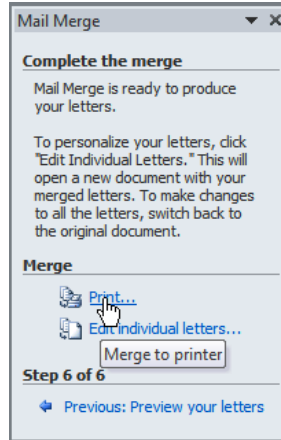 Mail Merge
Complete the merge
Mail Merge is ready to produce
your letters.
To personalize your letters, click
"Edit Individual Letters." This will
open a new document with your
merged letters. To make changes
to all the letters, switch back to
the original document.
Merge
Print...
Edit individual letters...
Merge to printer
Step 6 of 6
Previous: Preview your letters